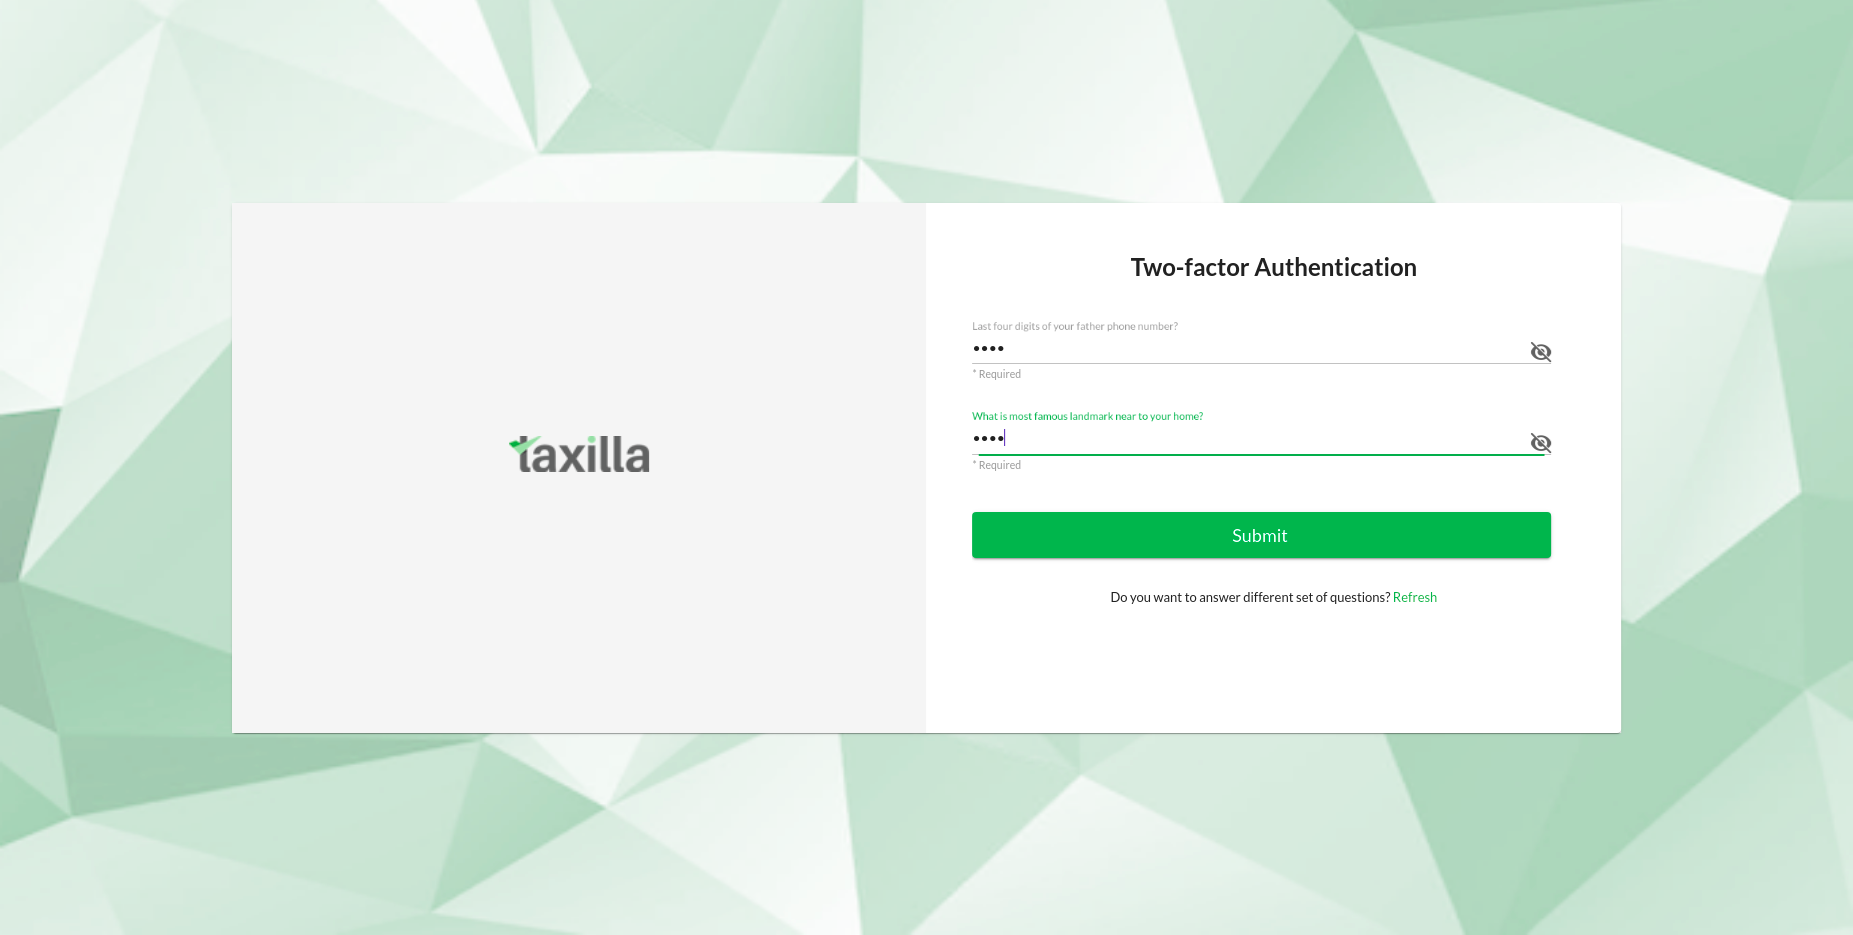 taxilla
Two-factor Authentication
Last four digits of your father phone number?
••••
* Required
What is most famous landmark near to your home?
••••
* Required
Submit
Do you want to answer different set of questions? Refresh